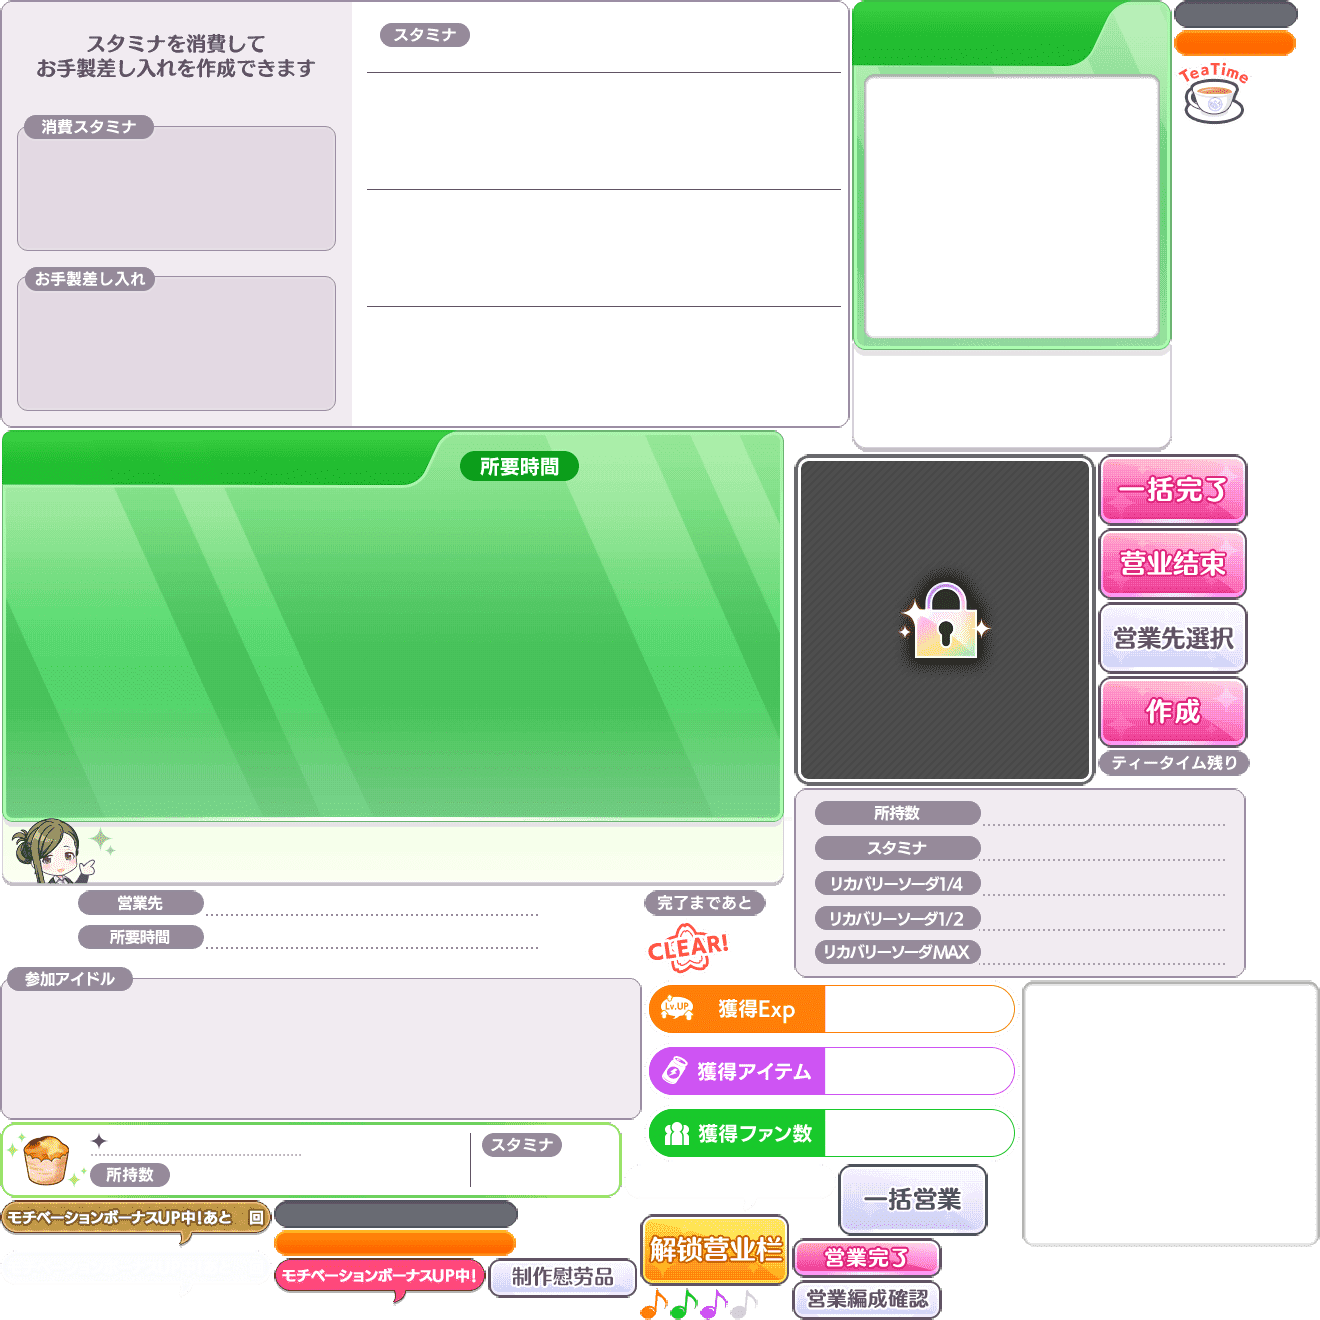 スタミナを消費して
お手製差し入れを作成できます
消費スタミナ
お手製差し入れ
スタミナ
TeaTime
所要時間
一括完了
营业结束
営業先選択
作成
ティータイム残り
所持数
スタミナ
リカバリーソーダ1/4
リカバリーソーダ1/2
リカバリーソーダMAX
営業先
所要時間
完了まであと
CLEAR!
参加アイドル
Lv.UP
獲得Exp
獲得アイテム
獲得ファン数
スタミナ
所持数
モチベーションボーナスUP中!あと 回
モチベーションボーナスUP中!
制作慰劳品
一括営業
解锁营业栏
営業完了
営業編成確認